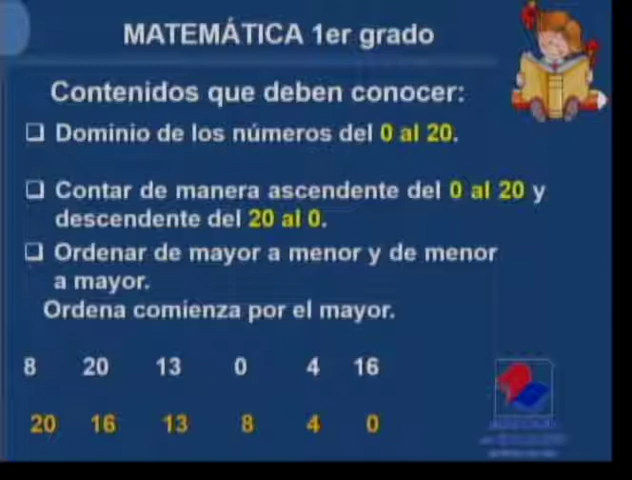 MATEMÁTICA 1er grado
Contenidos que deben conocer:
❑ Dominio de los números del 0 al 20.
❑ Contar de manera ascendente del 0 al 20 y
descendente del 20 al 0.
❑ Ordenar de mayor a menor y de menor
a mayor.
Ordena comienza por el mayor.
8 20 13 0 4 16
20 16 13 8 4 0